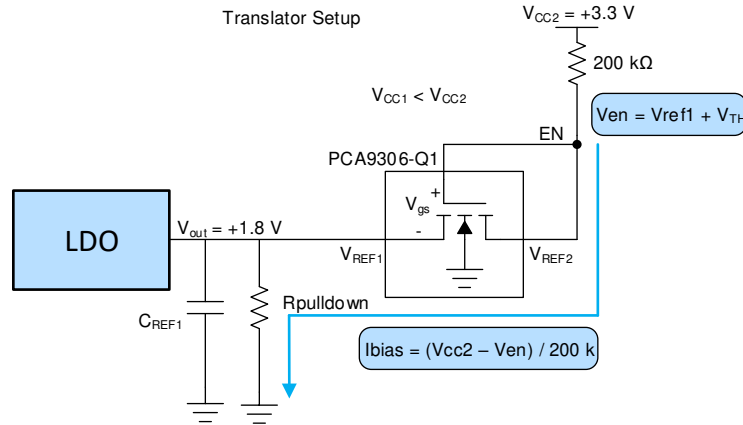 Translator Setup
VCC2 = +3.3 V
200 kΩ
VCC1 < VCC2
Ven = Vref1 + VTH
EN
PCA9306-Q1
+
Vgs
-
LDO
Vout = +1.8 V
VREF1
VREF2
CREF1
Rpulldown
Ibias = (Vcc2 – Ven) / 200 k